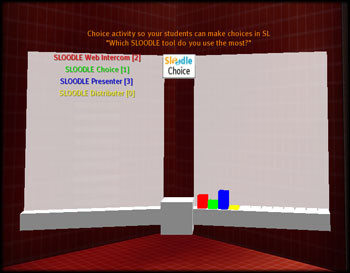 Choice activity so your students can make choices in SL
"Which SLOODLE tool do you use the most?"
SLOODLE Web Intercom [2]
SLOODLE Choice [1]
SLOODLE Presenter [3]
SLOODLE Distributer [0]
Sloodle
Choice